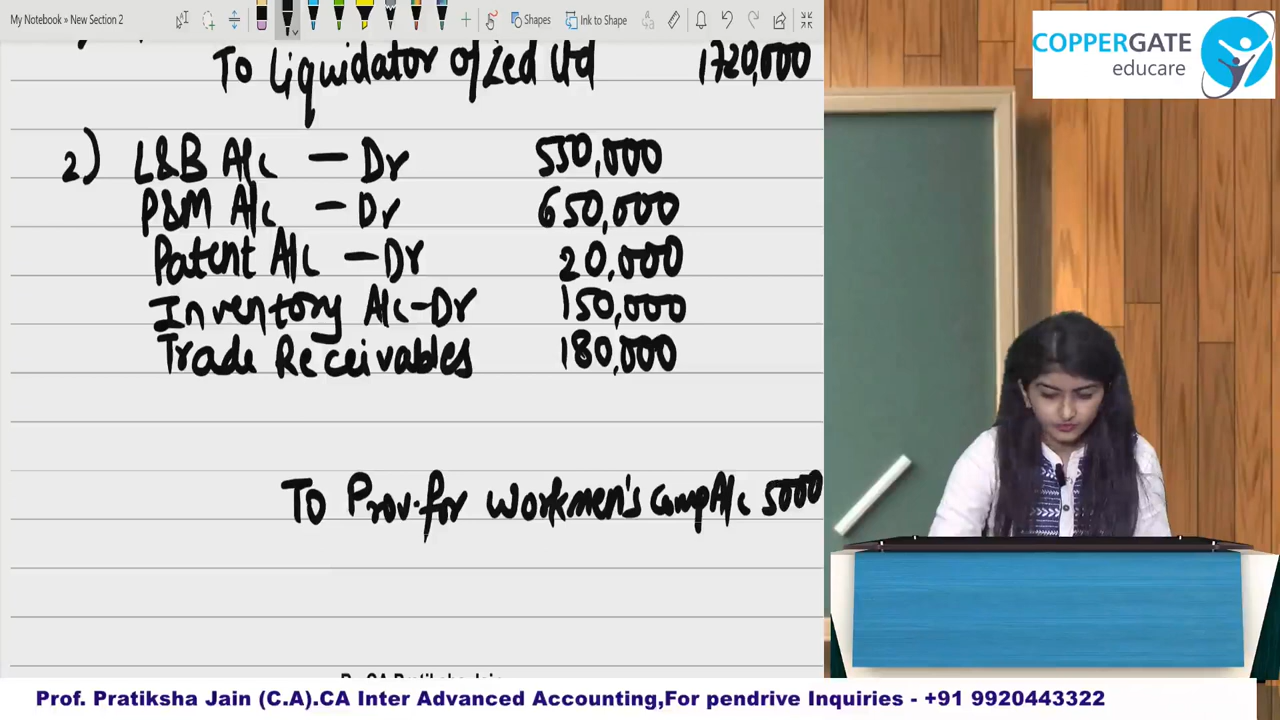 My Notebook » New Section 2
Shapes
Ink to Shape
COPPERGATE
educare
To Liquidator of Zed Ltd 1720,000
2) L&B A/c — Dr 550,000
P&M A/c — Dr 650,000
Patent A/c — Dr 20,000
Inventory A/c - Dr 150,000
Trade Receivables 180,000
To Prov. for Workmen's Comp A/c 5000
Prof. Pratiksha Jain (C.A).CA Inter Advanced Accounting,For pendrive Inquiries - +91 9920443322